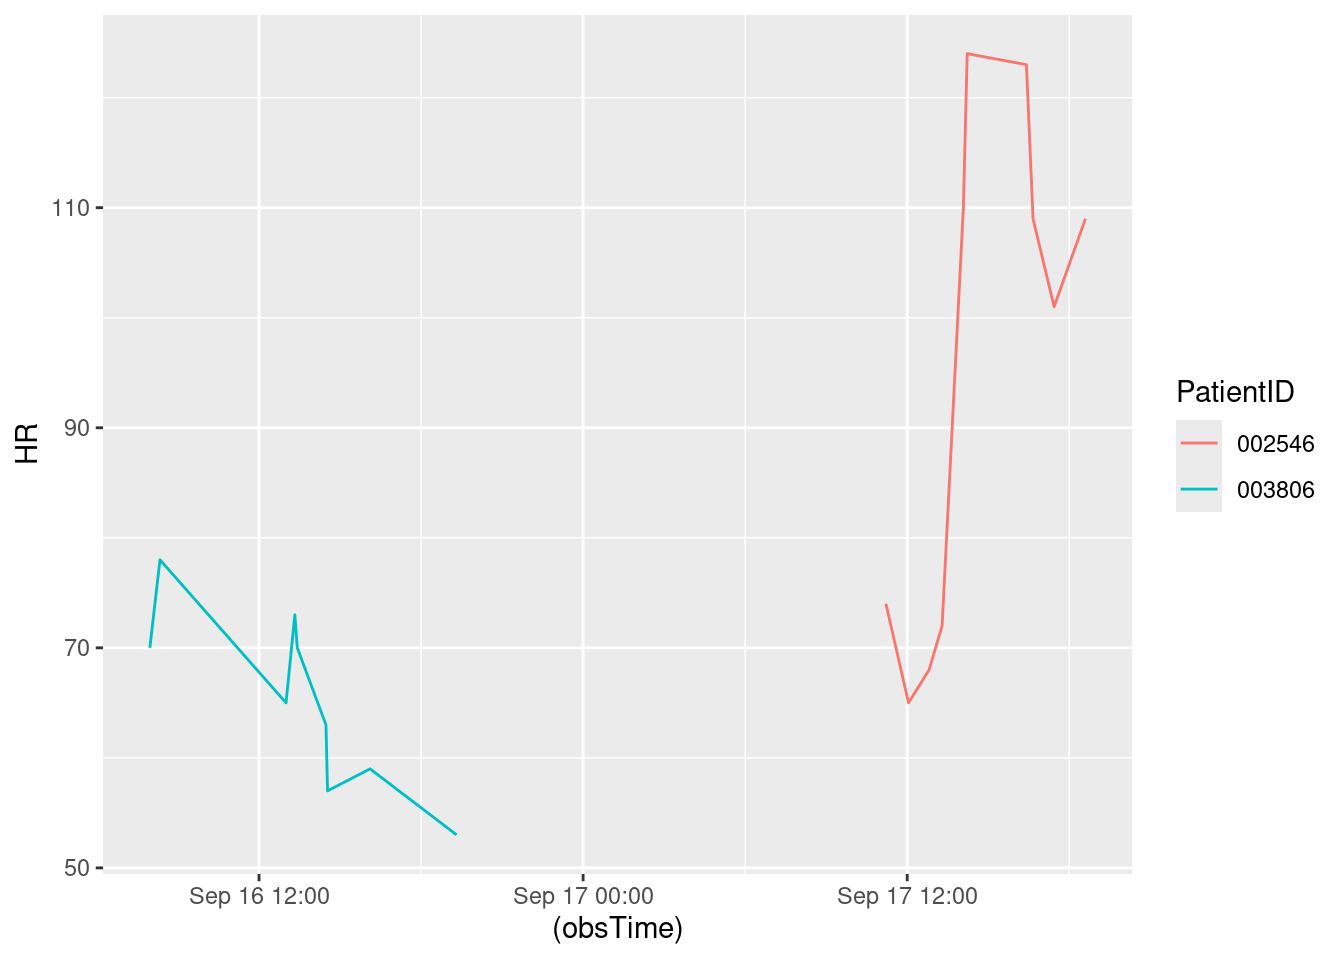 110
90
70
50
HR
Sep 16 12:00
Sep 17 00:00
Sep 17 12:00
(obsTime)
PatientID
002546
003806